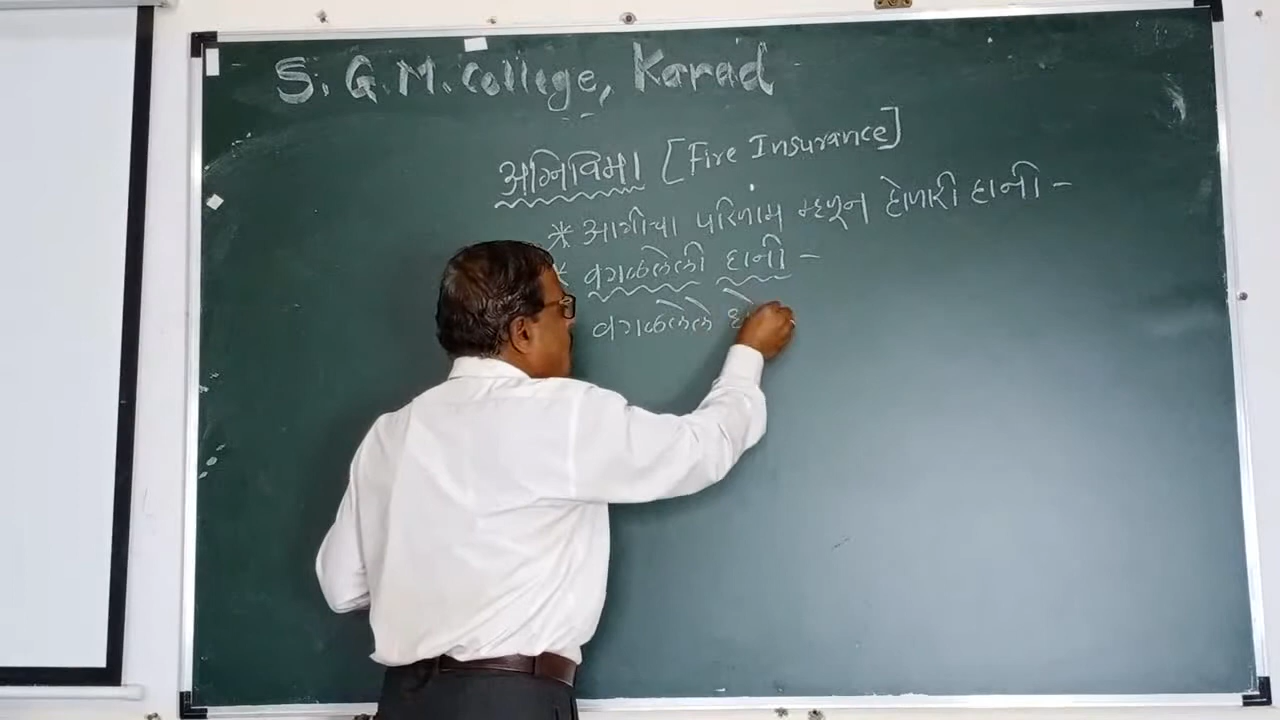 S. G. M. College, Karad
अग्निविमा [Fire Insurance]
* आगीचा परिणाम म्हणून होणारी हानी -
* वगळलेली हानी -
वगळलेले